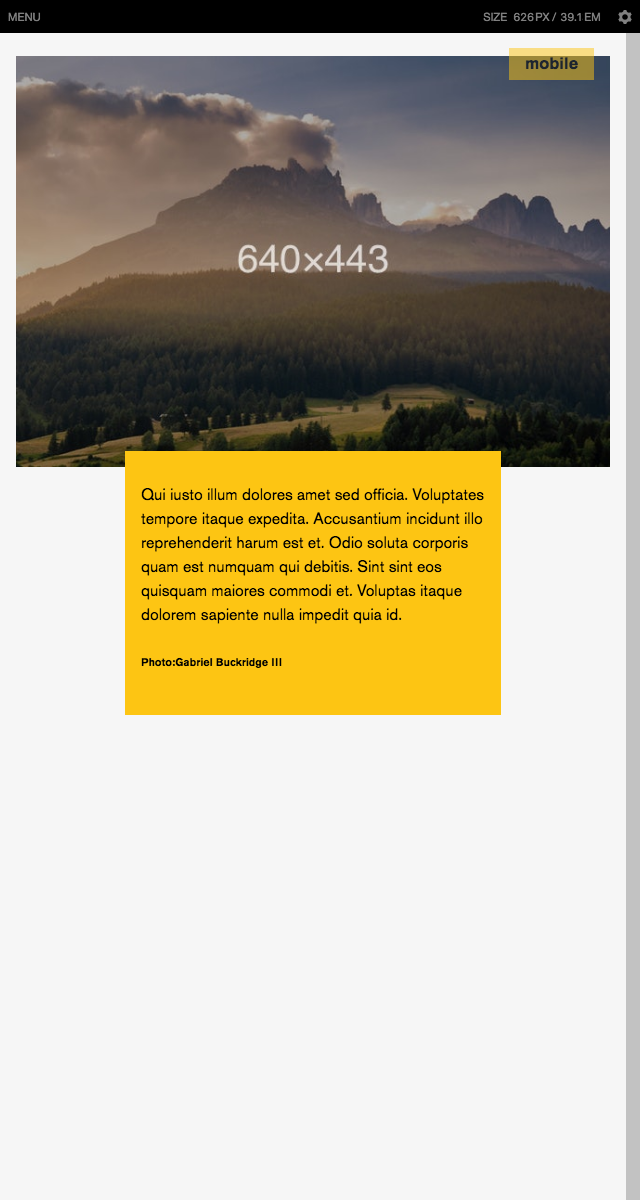 MENU
SIZE 626PX / 39.1EM
mobile
640×443
Qui iusto illum dolores amet sed officia. Voluptates
tempore itaque expedita. Accusantium incidunt illo
reprehenderit harum est et. Odio soluta corporis
quam est numquam qui debitis. Sint sint eos
quisquam maiores commodi et. Voluptas itaque
dolorem sapiente nulla impedit quia id.
Photo:Gabriel Buckridge III